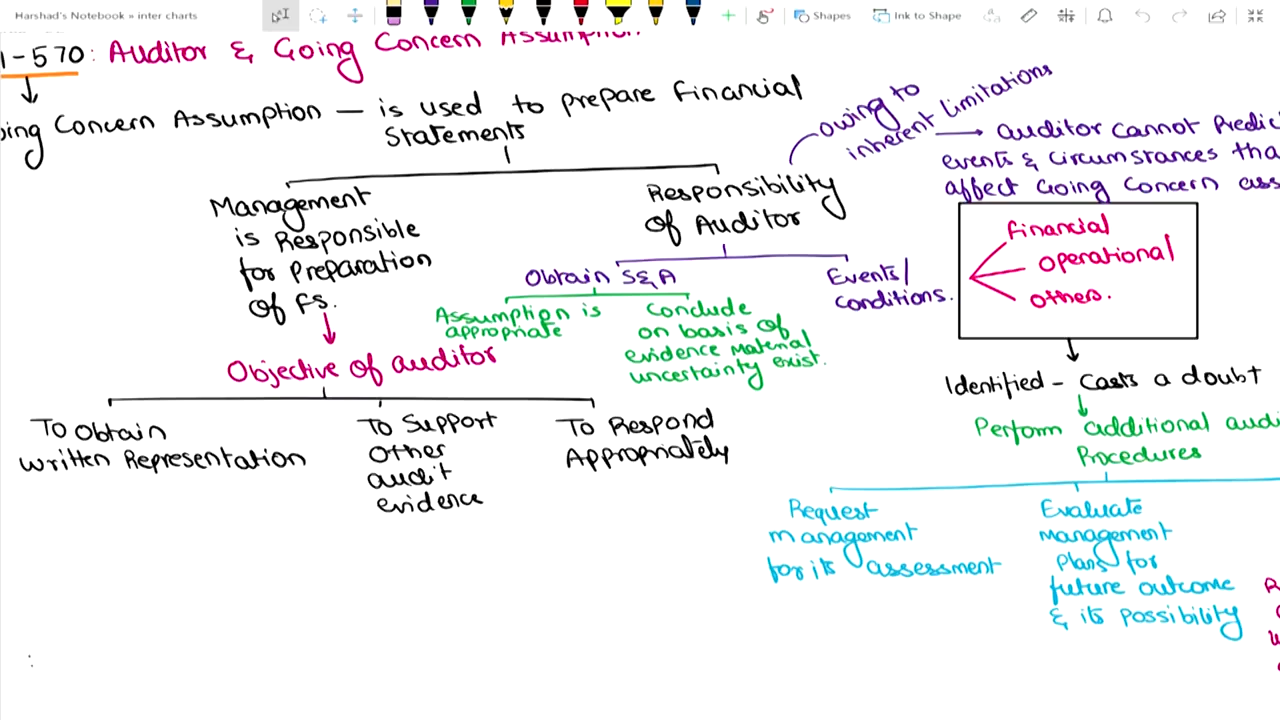 Harshad's Notebook » inter charts
Shapes
Ink to Shape
-570: Auditor & Going Concern Assumption.
oing Concern Assumption — is used to prepare Financial
Statements
owing to
inherent limitations
auditor cannot Predic
events & circumstances tha
affect Going Concern ass
Management
is Responsible
for Preparation
of FS.
Responsibility
of Auditor
Obtain S&A
Assumption is
appropriate
Conclude
on basis of
evidence Material
uncertainty exist.
Events/
conditions.
Financial
operational
others.
Objective of auditor
To Obtain
written Representation
To Support
other
audit
evidence
To Respond
Appropriately
Identified - Casts a doubt
Perform additional audi
Procedures
Request
management
for its assessment
Evaluate
Management
Plans for
future outcome
& its possibility